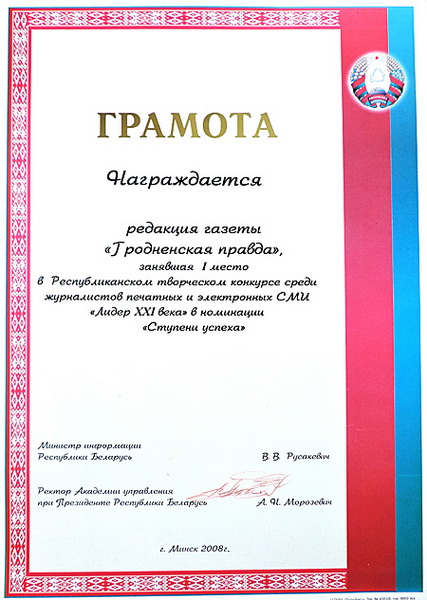 ГРАМОТА
Награждается
редакция газеты
«Гродненская правда»,
занявшая I место
в Республиканском творческом конкурсе среди
журналистов печатных и электронных СМИ
«Лидер XXI века» в номинации
«Ступени успеха»
Министр информации
Республики Беларусь В. В. Русакевич
Ректор Академии управления
при Президенте Республики Беларусь А. Н. Морозевич
г. Минск 2008г.